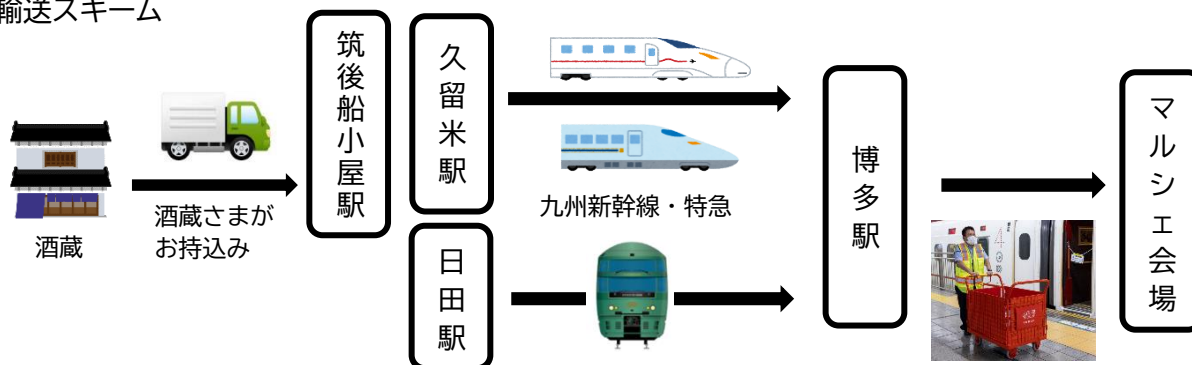 輸送スキーム
酒蔵
酒蔵さまが
お持込み
筑後船小屋駅
久留米駅
日田駅
九州新幹線・特急
博多駅
マルシェ会場